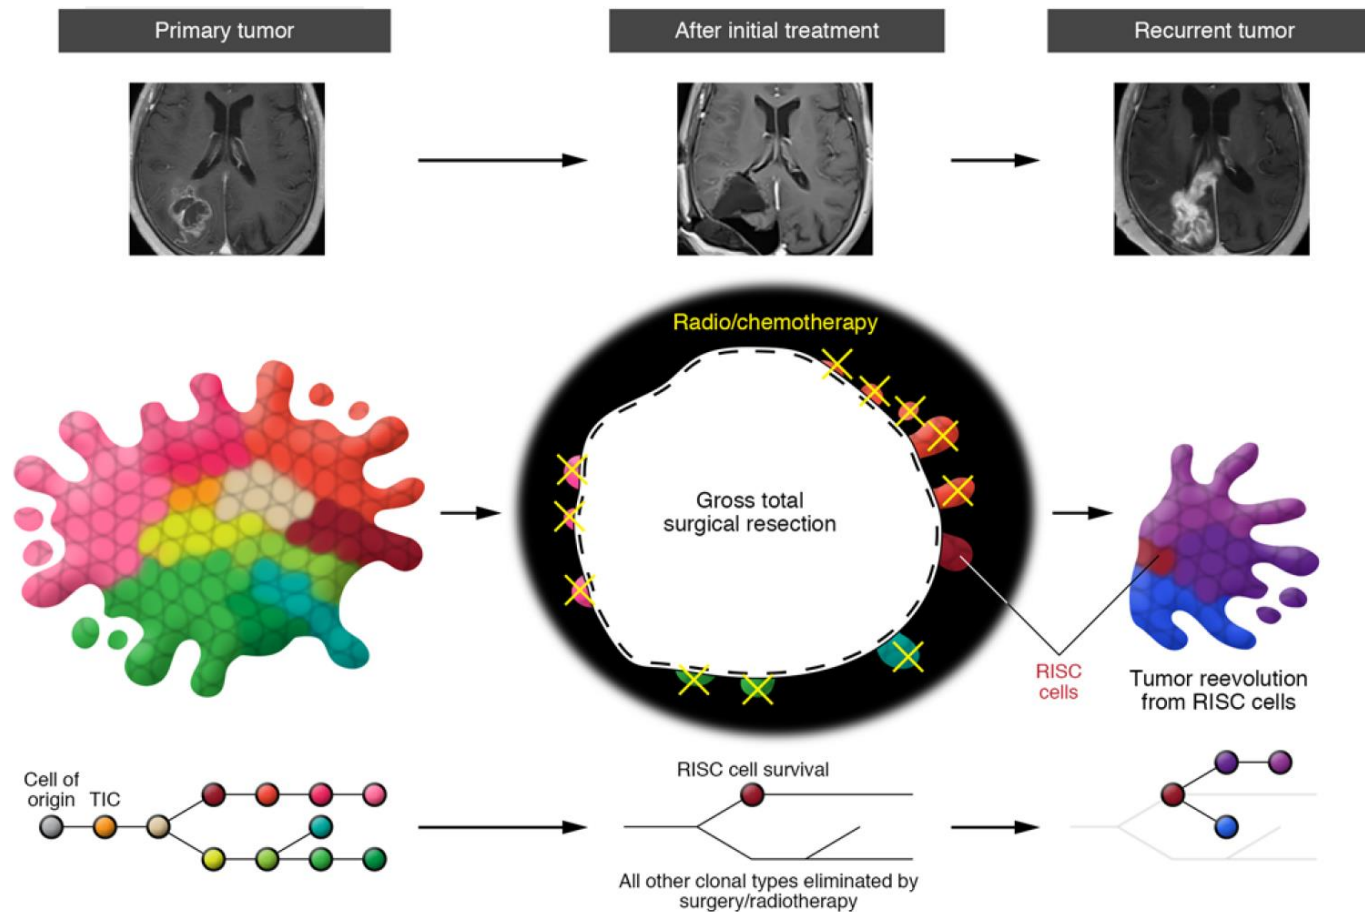 Primary tumor
After initial treatment
Recurrent tumor
Radio/chemotherapy
Gross total
surgical resection
RISC
cells
Tumor reevolution
from RISC cells
Cell of
origin
TIC
RISC cell survival
All other clonal types eliminated by
surgery/radiotherapy